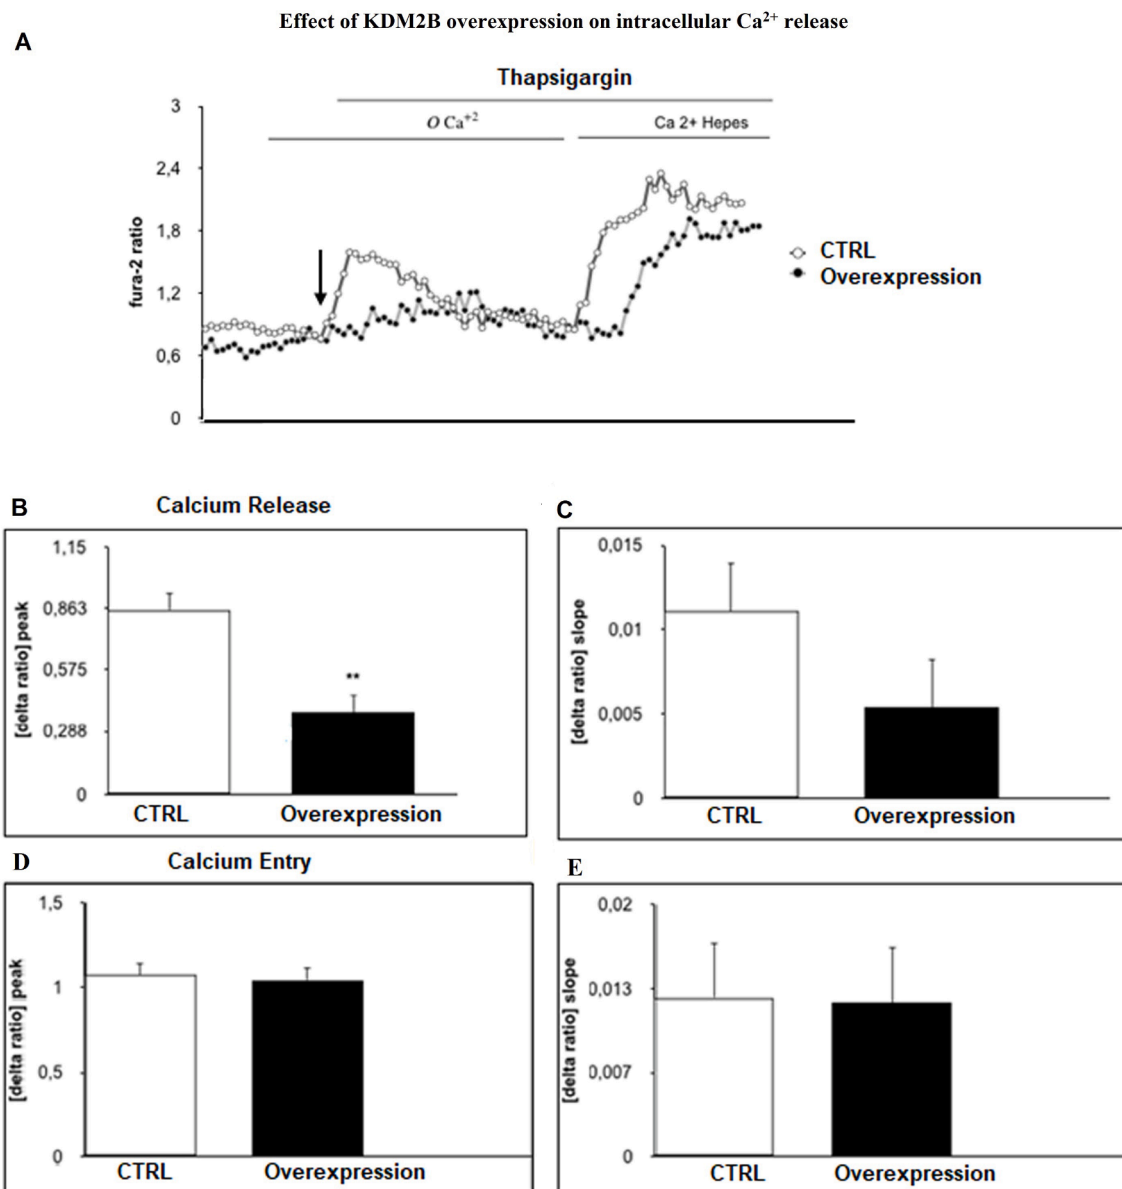 Effect of KDM2B overexpression on intracellular Ca²⁺ release
A
Thapsigargin
O Ca⁺²
Ca 2+ Hepes
3
2,4
1,8
1,2
0,6
0
fura-2 ratio
CTRL
Overexpression
B
Calcium Release
1,15
0,863
0,575
0,288
0
[delta ratio] peak
**
CTRL
Overexpression
C
0,015
0,01
0,005
0
[delta ratio] slope
CTRL
Overexpression
D
Calcium Entry
1,5
1
0,5
0
[delta ratio] peak
CTRL
Overexpression
E
0,02
0,013
0,007
0
[delta ratio] slope
CTRL
Overexpression